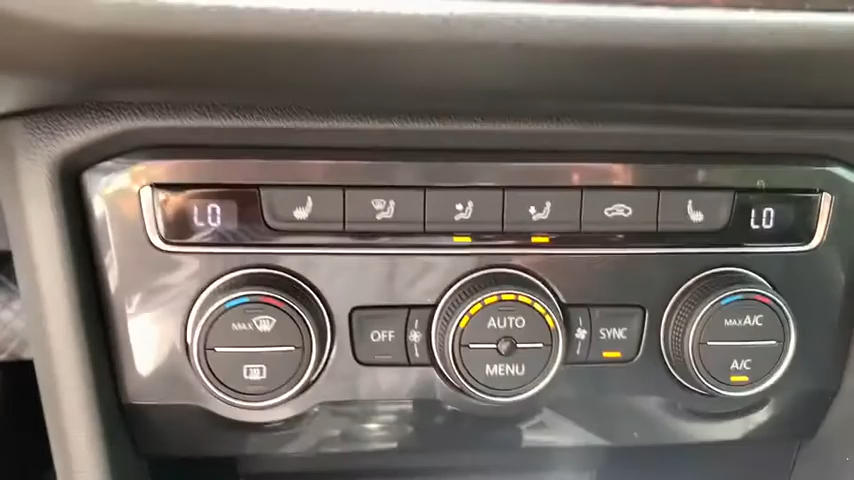 LO
LO
MAX
OFF
AUTO
MENU
SYNC
MAX A/C
A/C